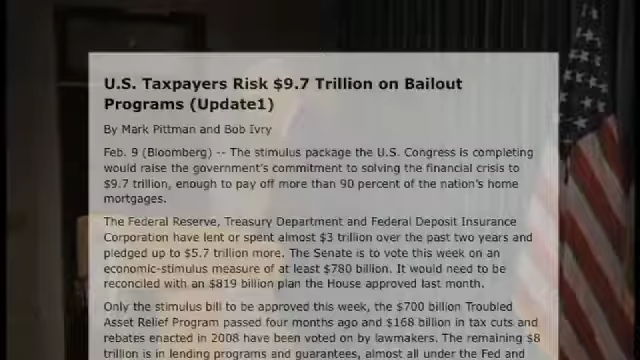 U.S. Taxpayers Risk $9.7 Trillion on Bailout
Programs (Update1)
By Mark Pittman and Bob Ivry
Feb. 9 (Bloomberg) -- The stimulus package the U.S. Congress is completing
would raise the government's commitment to solving the financial crisis to
$9.7 trillion, enough to pay off more than 90 percent of the nation's home
mortgages.
The Federal Reserve, Treasury Department and Federal Deposit Insurance
Corporation have lent or spent almost $3 trillion over the past two years and
pledged up to $5.7 trillion more. The Senate is to vote this week on an
economic-stimulus measure of at least $780 billion. It would need to be
reconciled with an $819 billion plan the House approved last month.
Only the stimulus bill to be approved this week, the $700 billion Troubled
Asset Relief Program passed four months ago and $168 billion in tax cuts and
rebates enacted in 2008 have been voted on by lawmakers. The remaining $8
trillion is in lending programs and guarantees, almost all under the Fed and